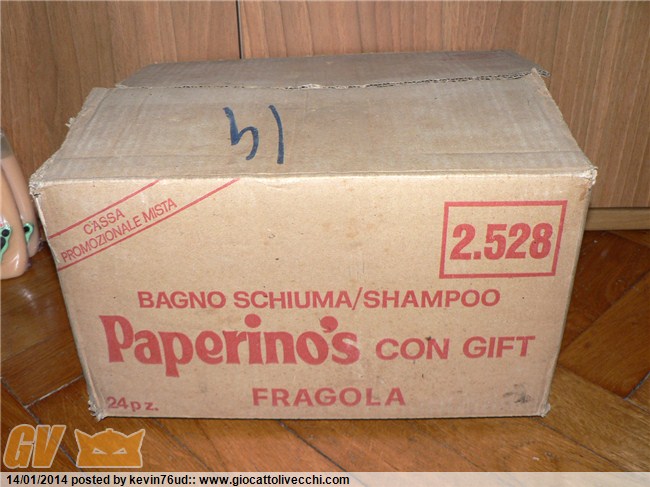 14
CASSA
PROMOZIONALE MISTA
2.528
BAGNO SCHIUMA/SHAMPOO
Paperino's CON GIFT
FRAGOLA
24 pz.
GV
14/01/2014 posted by kevin76ud:: www.giocattolivecchi.com